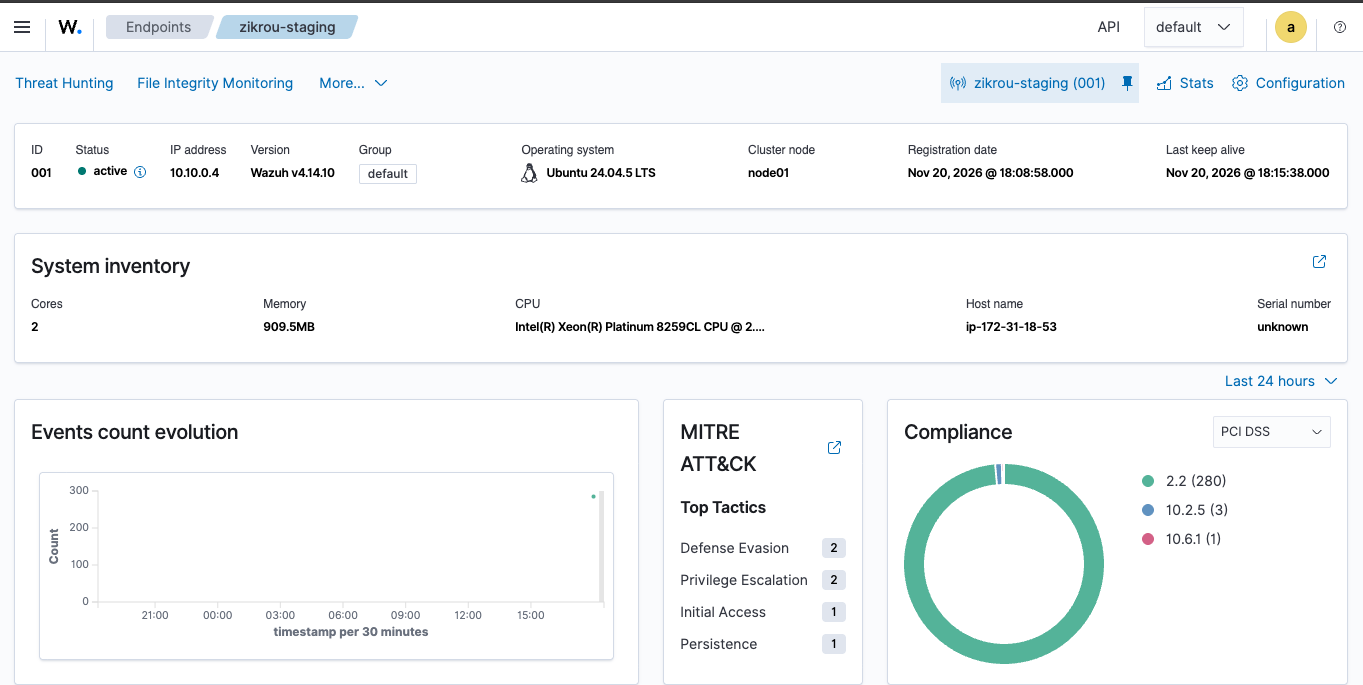 W. Endpoints zikrou-staging API default a
Threat Hunting File Integrity Monitoring More... zikrou-staging (001) Stats Configuration
ID Status IP address Version Group Operating system Cluster node Registration date Last keep alive
001 active 10.10.0.4 Wazuh v4.14.10 default Ubuntu 24.04.5 LTS node01 Nov 20, 2026 @ 18:08:58.000 Nov 20, 2026 @ 18:15:38.000
System inventory
Cores Memory CPU Host name Serial number
2 909.5MB Intel(R) Xeon(R) Platinum 8259CL CPU @ 2.... ip-172-31-18-53 unknown
Last 24 hours
Events count evolution
300
200
100
0
Count
21:00 00:00 03:00 06:00 09:00 12:00 15:00
timestamp per 30 minutes
MITRE
ATT&CK
Top Tactics
Defense Evasion 2
Privilege Escalation 2
Initial Access 1
Persistence 1
Compliance PCI DSS
2.2 (280)
10.2.5 (3)
10.6.1 (1)